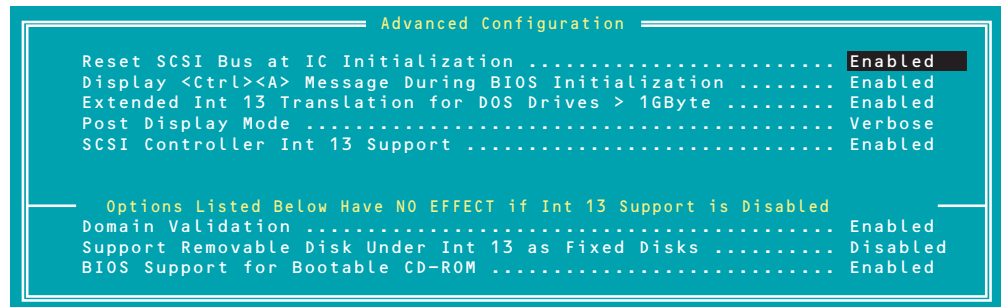 Advanced Configuration
Reset SCSI Bus at IC Initialization ......................... Enabled
Display <Ctrl><A> Message During BIOS Initialization ........ Enabled
Extended Int 13 Translation for DOS Drives > 1GByte ......... Enabled
Post Display Mode ........................................... Verbose
SCSI Controller Int 13 Support .............................. Enabled
Options Listed Below Have NO EFFECT if Int 13 Support is Disabled
Domain Validation ........................................... Enabled
Support Removable Disk Under Int 13 as Fixed Disks .......... Disabled
BIOS Support for Bootable CD-ROM ............................ Enabled